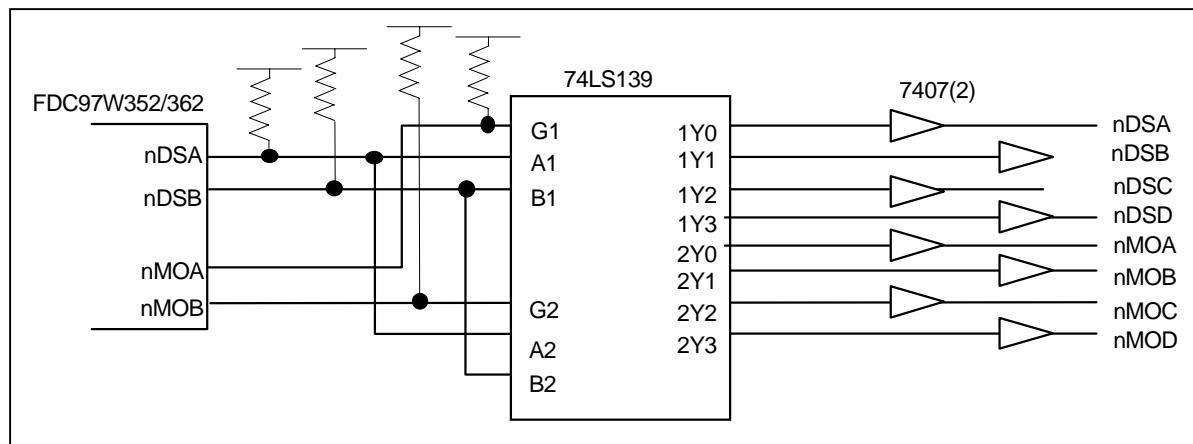 74LS139
7407(2)
FDC97W352/362
nDSA
nDSB
nMOA
nMOB
G1
A1
B1
G2
A2
B2
1Y0
1Y1
1Y2
1Y3
2Y0
2Y1
2Y2
2Y3
nDSA
nDSB
nDSC
nDSD
nMOA
nMOB
nMOC
nMOD